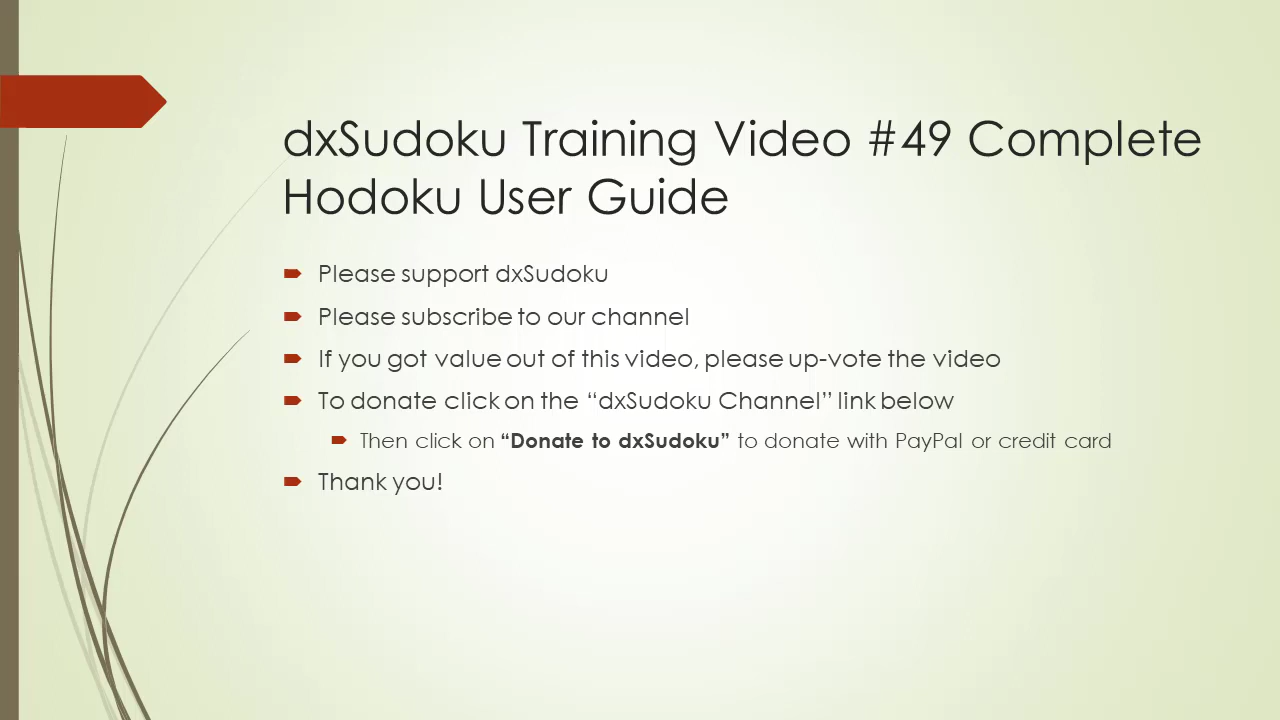 dxSudoku Training Video #49 Complete
Hodoku User Guide
Please support dxSudoku
Please subscribe to our channel
If you got value out of this video, please up-vote the video
To donate click on the “dxSudoku Channel” link below
Then click on “Donate to dxSudoku” to donate with PayPal or credit card
Thank you!